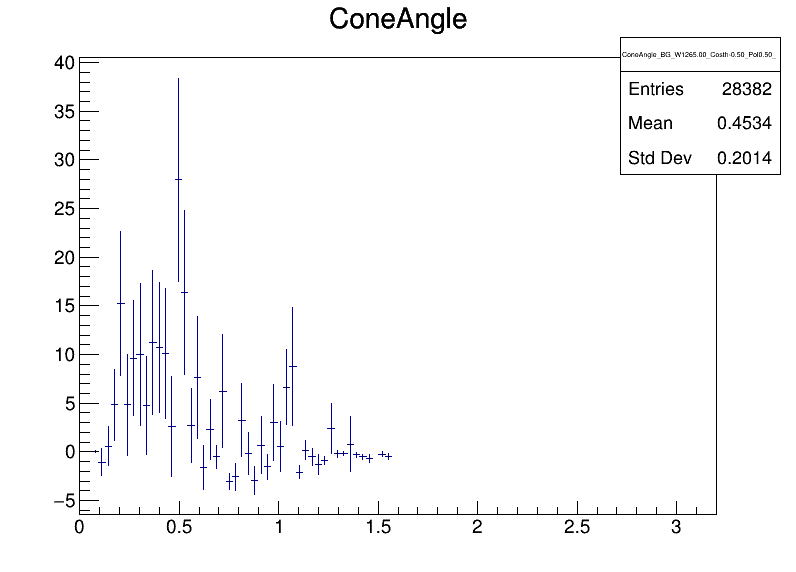 ConeAngle
ConeAngle_BG_W1265.00_Costh-0.50_Pol0.50_
Entries 28382
Mean 0.4534
Std Dev 0.2014
40
35
30
25
20
15
10
5
0
−5
0 0.5 1 1.5 2 2.5 3